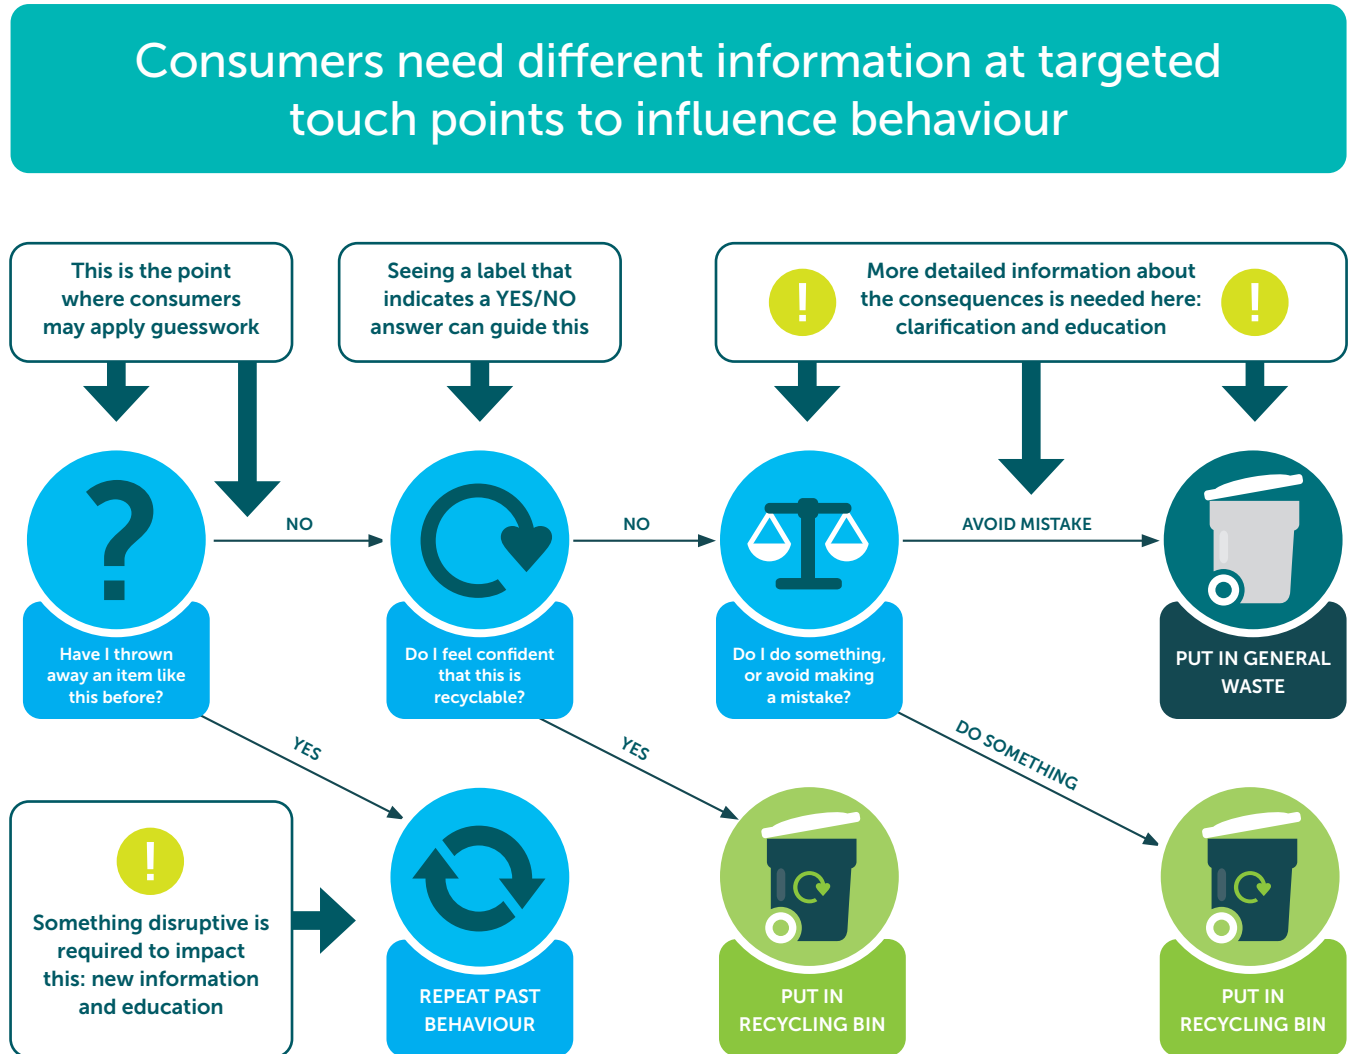 Consumers need different information at targeted
touch points to influence behaviour
This is the point
where consumers
may apply guesswork
Seeing a label that
indicates a YES/NO
answer can guide this
!
More detailed information about
the consequences is needed here:
clarification and education
!
?
NO
NO
AVOID MISTAKE
Have I thrown
away an item like
this before?
Do I feel confident
that this is
recyclable?
Do I do something,
or avoid making
a mistake?
PUT IN GENERAL
WASTE
YES
YES
DO SOMETHING
!
Something disruptive is
required to impact
this: new information
and education
REPEAT PAST
BEHAVIOUR
PUT IN
RECYCLING BIN
PUT IN
RECYCLING BIN